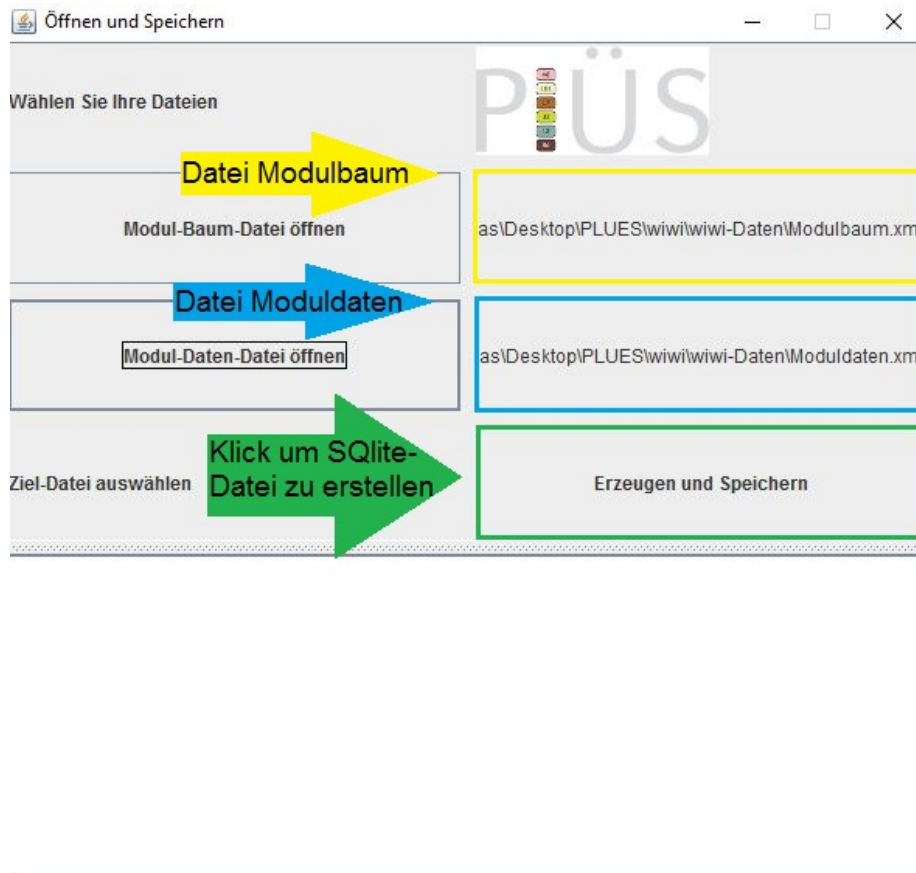 Öffnen und Speichern
Wählen Sie Ihre Dateien
PlÜS
Datei Modulbaum
Modul-Baum-Datei öffnen
as\Desktop\PLUES\wiwi\wiwi-Daten\Modulbaum.xm
Datei Moduldaten
Modul-Daten-Datei öffnen
as\Desktop\PLUES\wiwi\wiwi-Daten\Moduldaten.xm
Klick um SQlite-
Datei zu erstellen
Ziel-Datei auswählen
Erzeugen und Speichern